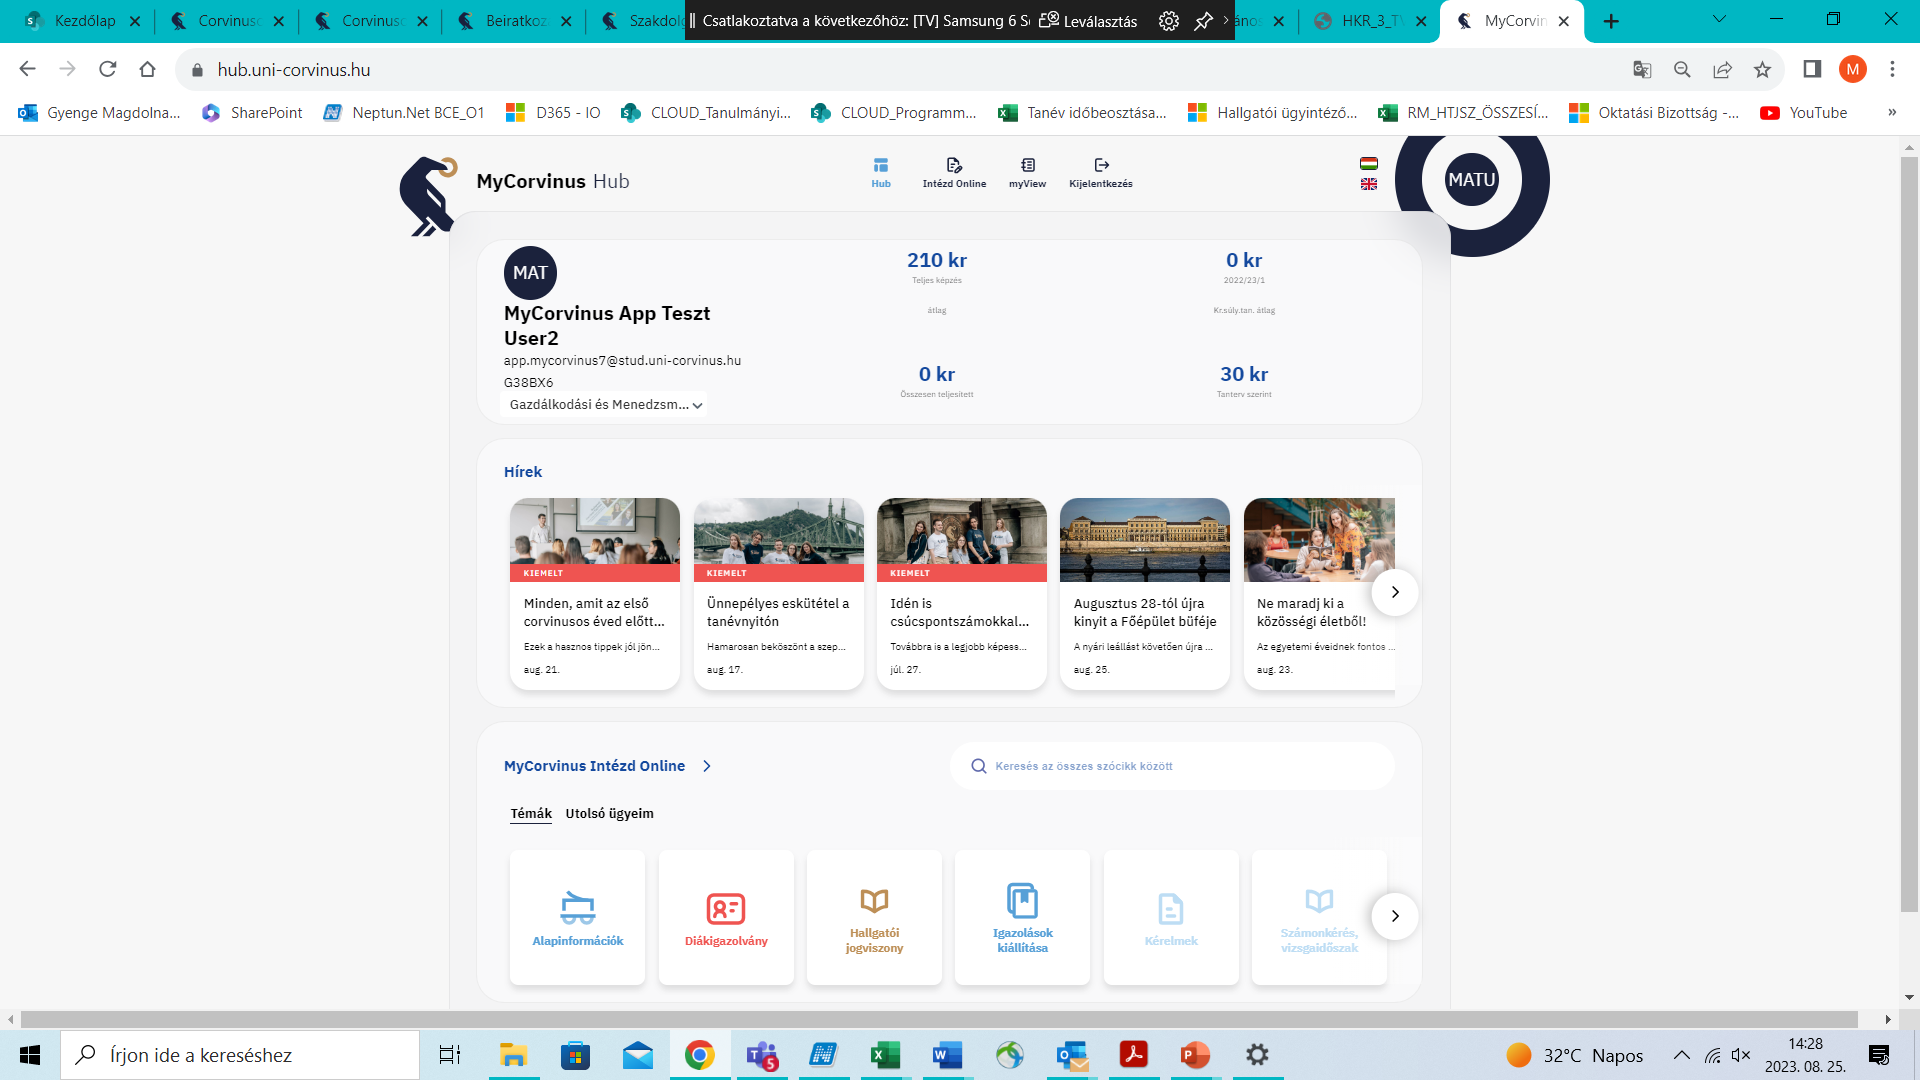 Kezdőlap
Corvinus
Corvinus
Beiratkoz
Szakdolg
Csatlakoztatva a következőhöz: [TV] Samsung 6 Se
Leválasztás
HKR_3_T
MyCorvin
hub.uni-corvinus.hu
M
Gyenge Magdolna...
SharePoint
Neptun.Net BCE_O1
D365 - IO
CLOUD_Tanulmányi...
CLOUD_Programm...
Tanév időbeosztása...
Hallgatói ügyintéző...
RM_HTJSZ_ÖSSZESÍ...
Oktatási Bizottság -...
YouTube
»
MyCorvinus Hub
Hub
Intézd Online
myView
Kijelentkezés
MATU
MAT
MyCorvinus App Teszt
User2
app.mycorvinus7@stud.uni-corvinus.hu
G38BX6
Gazdálkodási és Menedzsm...
210 kr
Teljes képzés
átlag
0 kr
2022/23/1
Kr.súly.tan. átlag
0 kr
Összesen teljesített
30 kr
Tanterv szerint
Hírek
KIEMELT
Minden, amit az első
corvinusos éved előtt...
Ezek a hasznos tippek jól jön...
aug. 21.
KIEMELT
Ünnepélyes eskütétel a
tanévnyitón
Hamarosan beköszönt a szep...
aug. 17.
KIEMELT
Idén is
csúcspontszámokkal...
Továbbra is a legjobb képess...
júl. 27.
Augusztus 28-tól újra
kinyit a Főépület büféje
A nyári leállást követően újra ...
aug. 25.
Ne maradj ki a
közösségi életből!
Az egyetemi éveidnek fontos ...
aug. 23.
MyCorvinus Intézd Online
Keresés az összes szócikk között
Témák
Utolsó ügyeim
Alapinformációk
Diákigazolvány
Hallgatói
jogviszony
Igazolások
kiállítása
Kérelmek
Számonkérés,
vizsgaidőszak
Írjon ide a kereséshez
5
32°C Napos
14:28
2023. 08. 25.